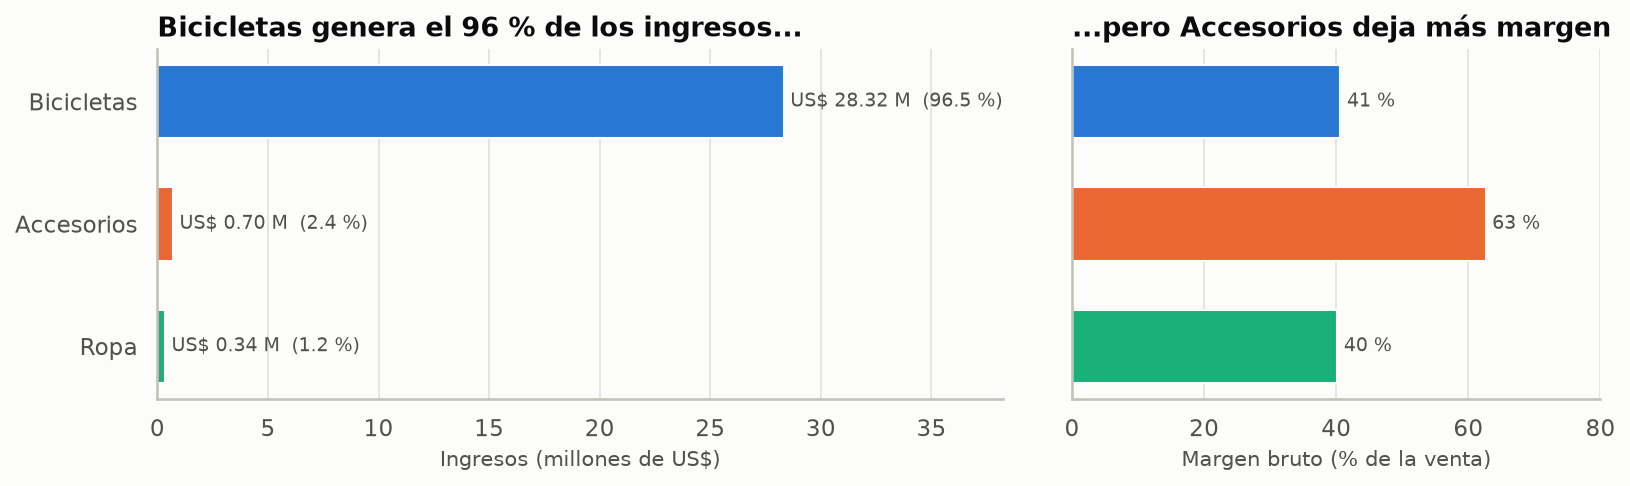 Bicicletas genera el 96 % de los ingresos...
Bicicletas
US$ 28.32 M (96.5 %)
Accesorios
US$ 0.70 M (2.4 %)
Ropa
US$ 0.34 M (1.2 %)
0 5 10 15 20 25 30 35
Ingresos (millones de US$)
...pero Accesorios deja más margen
41 %
63 %
40 %
0 20 40 60 80
Margen bruto (% de la venta)